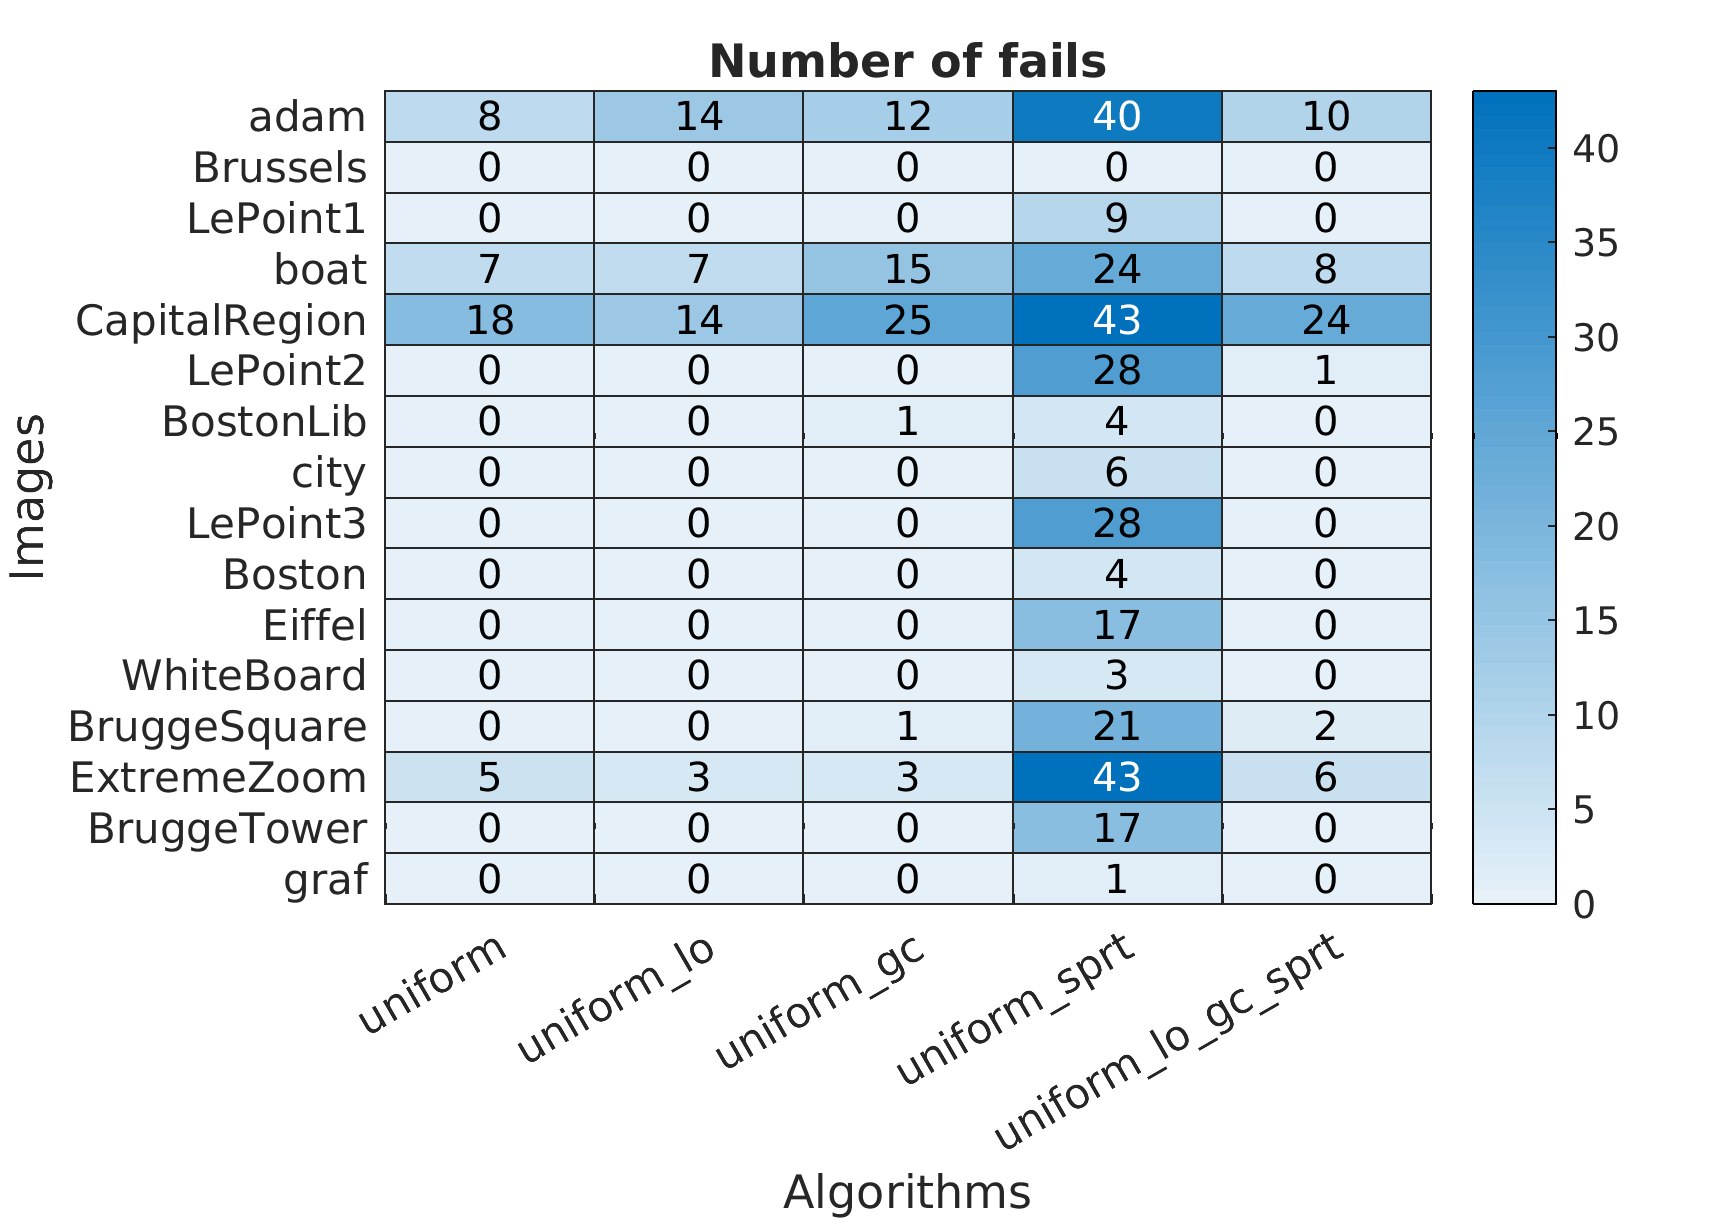 Number of fails
adam 8 14 12 40 10
Brussels 0 0 0 0 0
LePoint1 0 0 0 9 0
boat 7 7 15 24 8
CapitalRegion 18 14 25 43 24
LePoint2 0 0 0 28 1
BostonLib 0 0 1 4 0
city 0 0 0 6 0
LePoint3 0 0 0 28 0
Boston 0 0 0 4 0
Eiffel 0 0 0 17 0
WhiteBoard 0 0 0 3 0
BruggeSquare 0 0 1 21 2
ExtremeZoom 5 3 3 43 6
BruggeTower 0 0 0 17 0
graf 0 0 0 1 0
Images
uniform
uniform_lo
uniform_gc
uniform_sprt
uniform_lo_gc_sprt
Algorithms
40
35
30
25
20
15
10
5
0